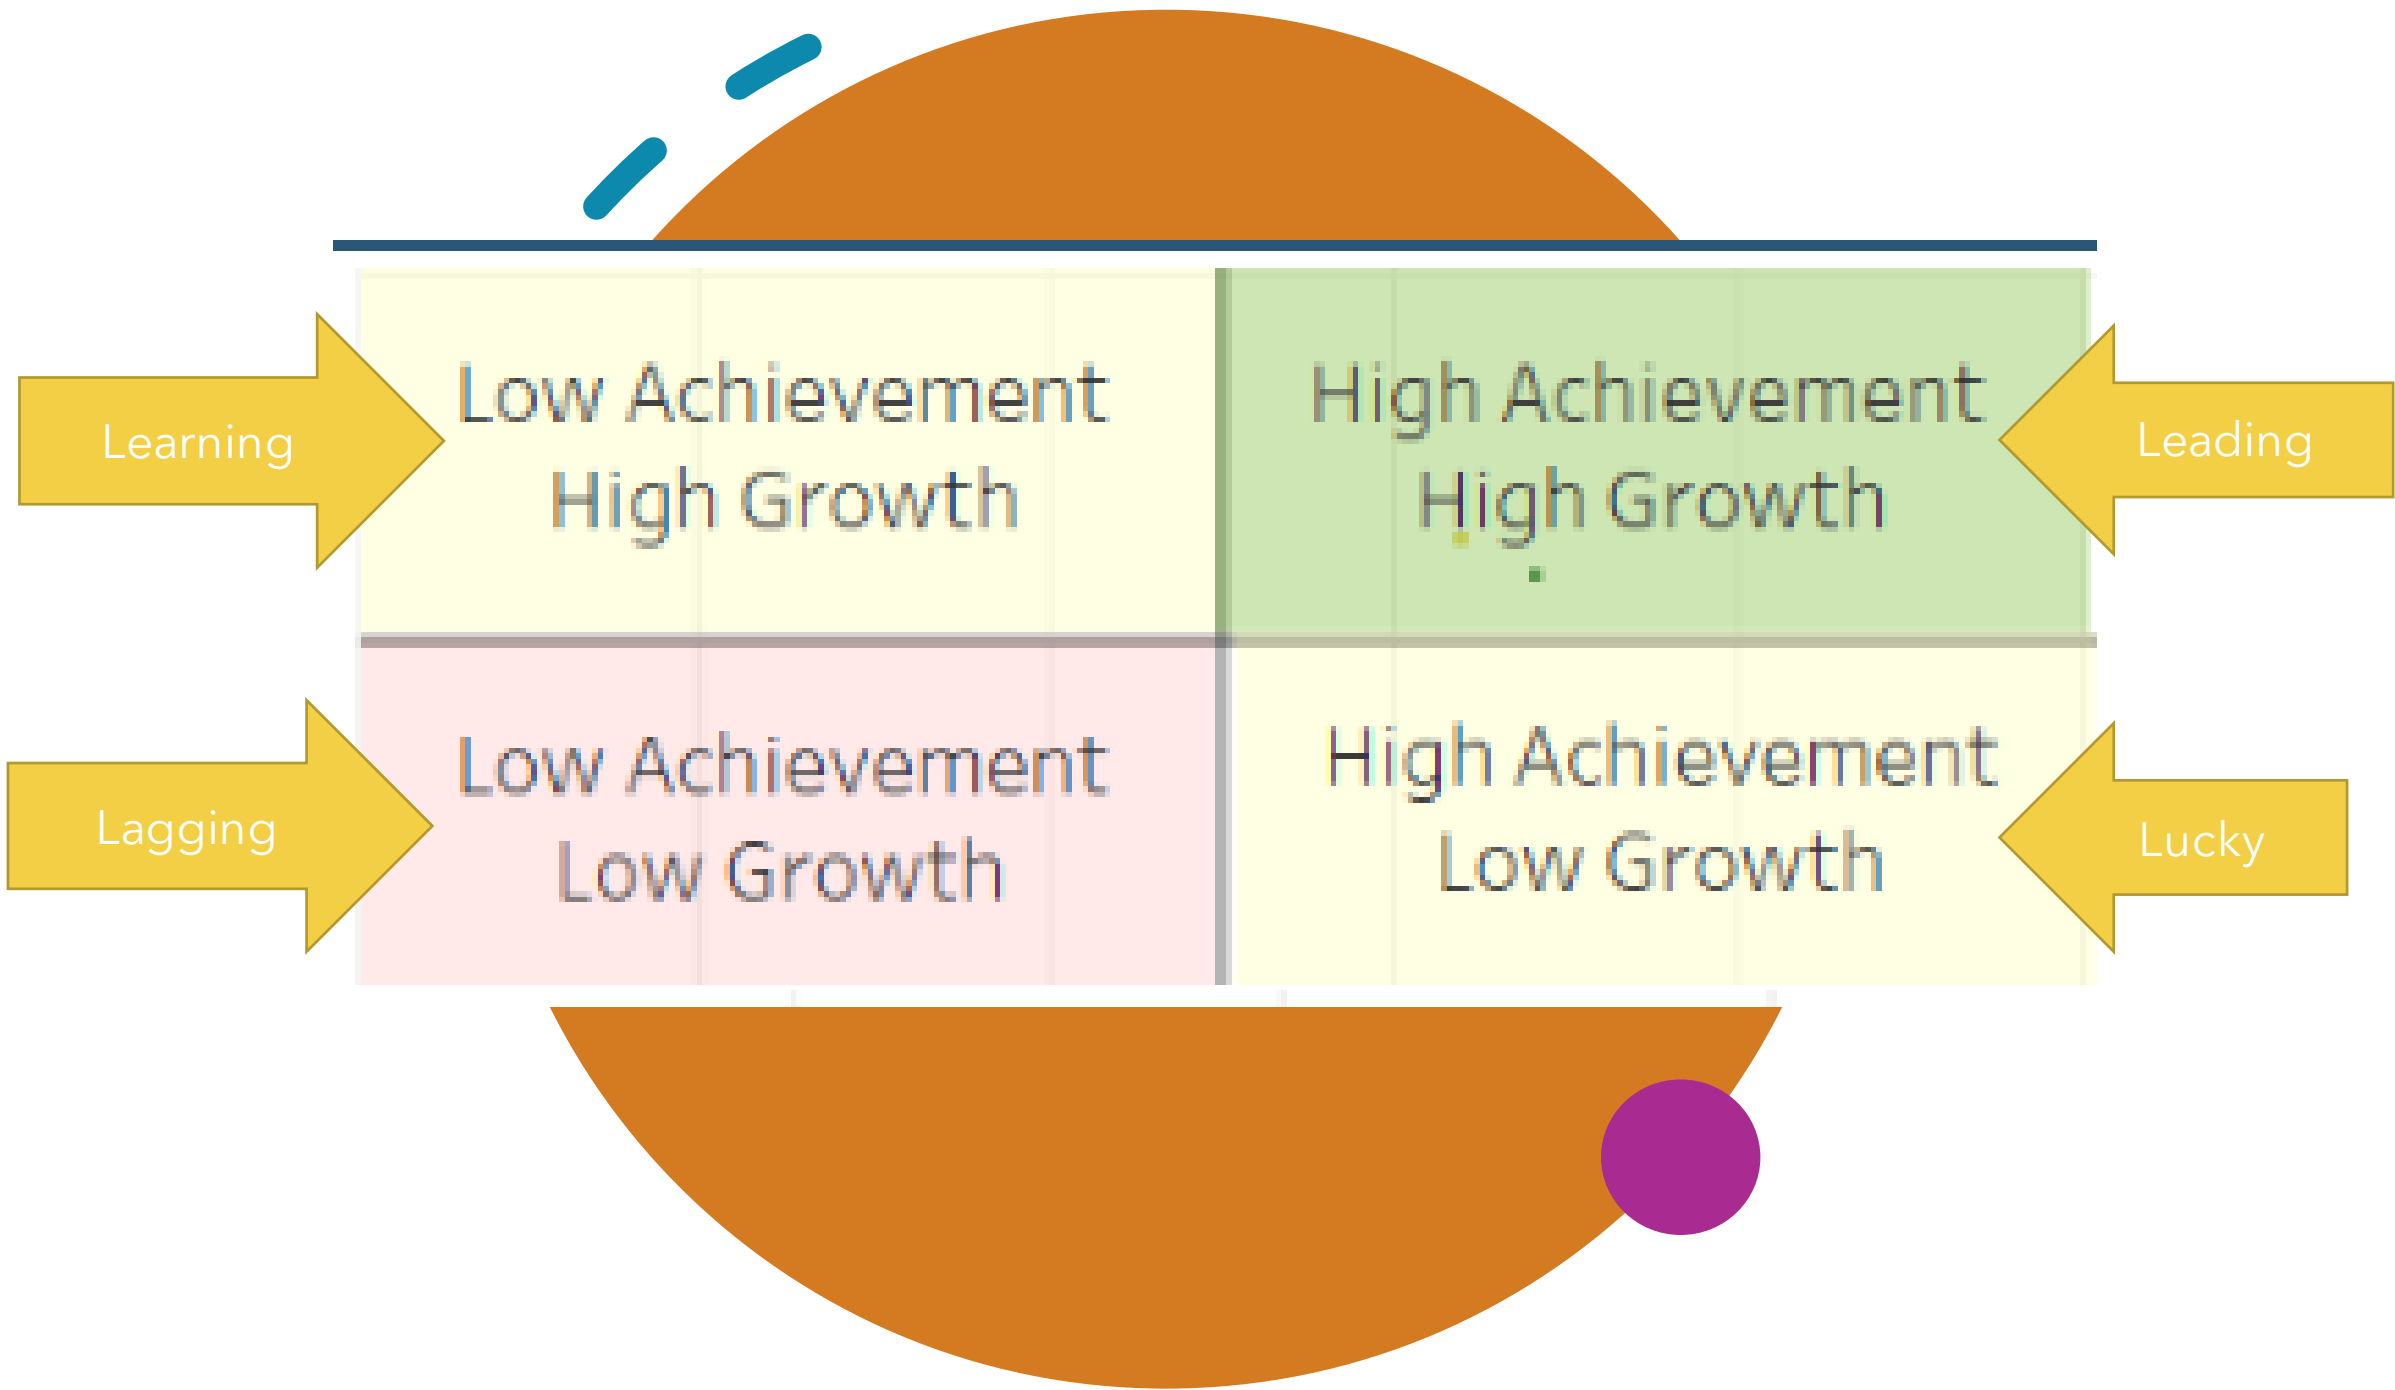 Learning
Low Achievement
High Growth
High Achievement
High Growth
Leading
Lagging
Low Achievement
Low Growth
High Achievement
Low Growth
Lucky